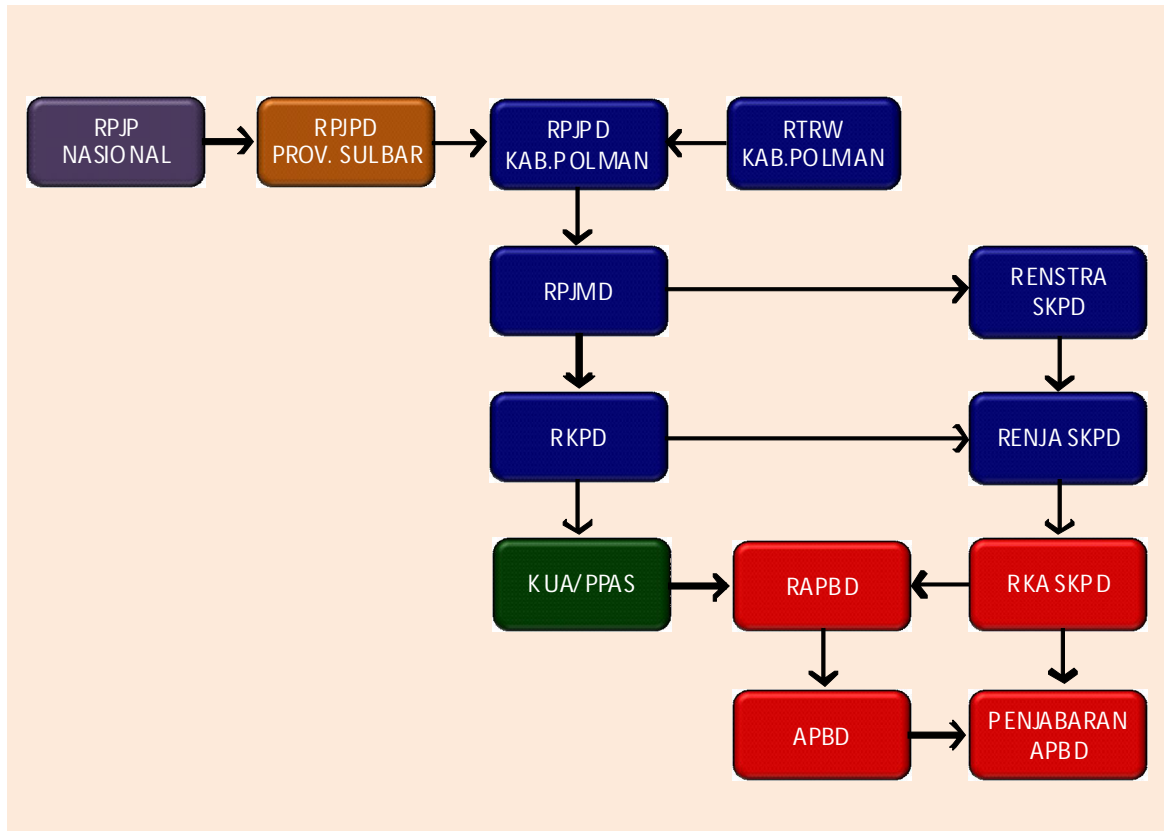 RPJP
NASIONAL
RPJPD
PROV. SULBAR
RPJPD
KAB.POLMAN
RTRW
KAB.POLMAN
RPJMD
RENSTRA
SKPD
RKPD
RENJA SKPD
KUA/PPAS
RAPBD
RKA SKPD
APBD
PENJABARAN
APBD